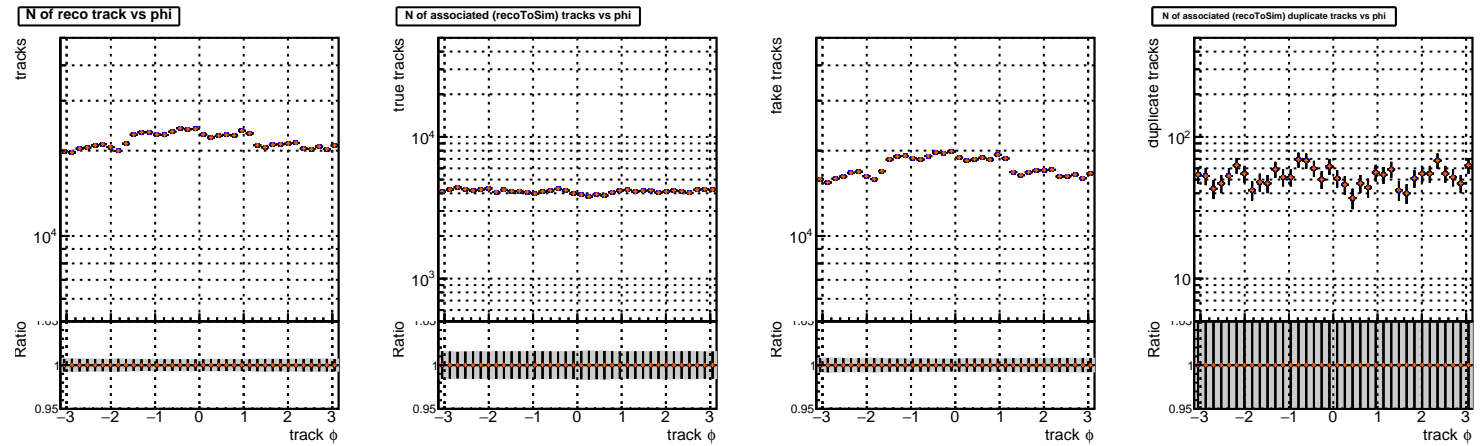 N of reco track vs phi
tracks
10⁴
Ratio
1
0.95
−3 −2 −1 0 1 2 3
track ϕ
N of associated (recoToSim) tracks vs phi
true tracks
10⁴
10³
Ratio
1
0.95
−3 −2 −1 0 1 2 3
track ϕ
fake tracks
10⁴
Ratio
1
0.95
−3 −2 −1 0 1 2 3
track ϕ
N of associated (recoToSim) duplicate tracks vs phi
duplicate tracks
10²
10
Ratio
1
0.95
−3 −2 −1 0 1 2 3
track ϕ